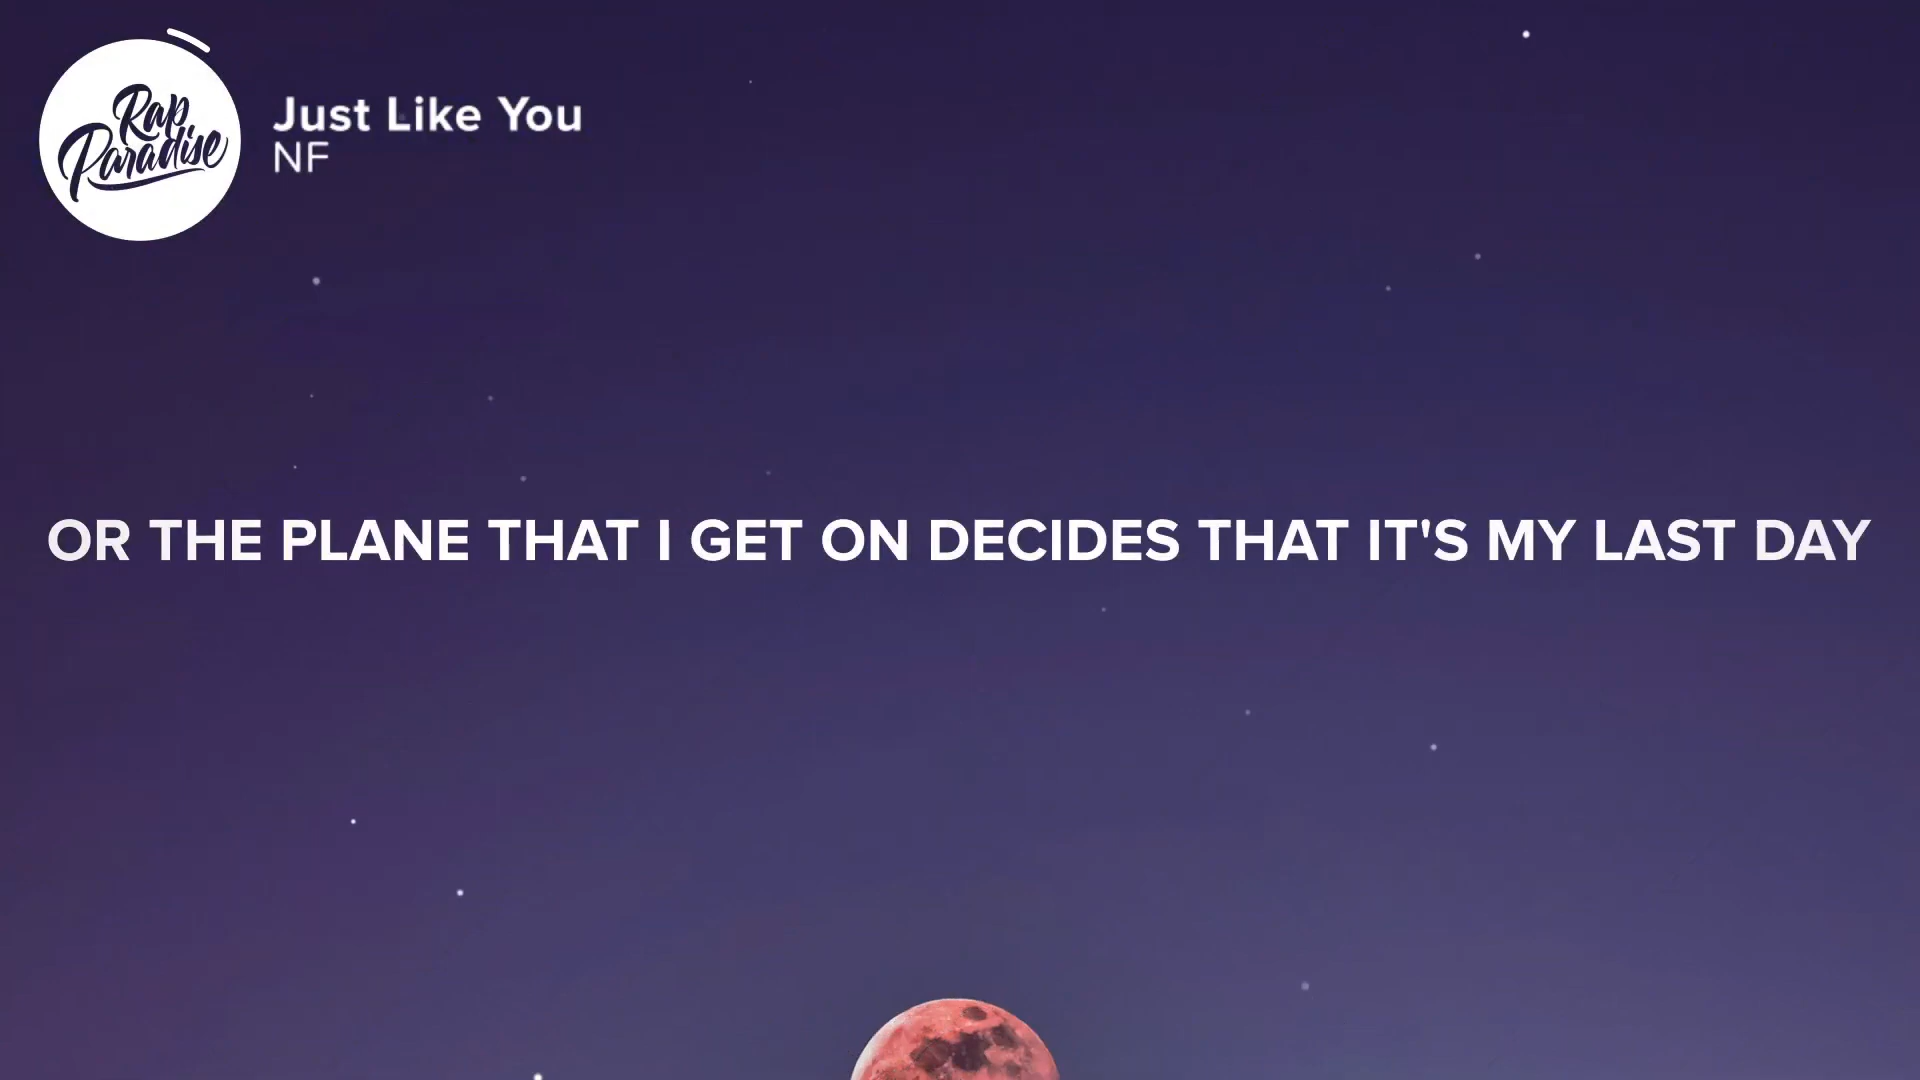 Rap
Paradise
Just Like You
NF
OR THE PLANE THAT I GET ON DECIDES THAT IT'S MY LAST DAY